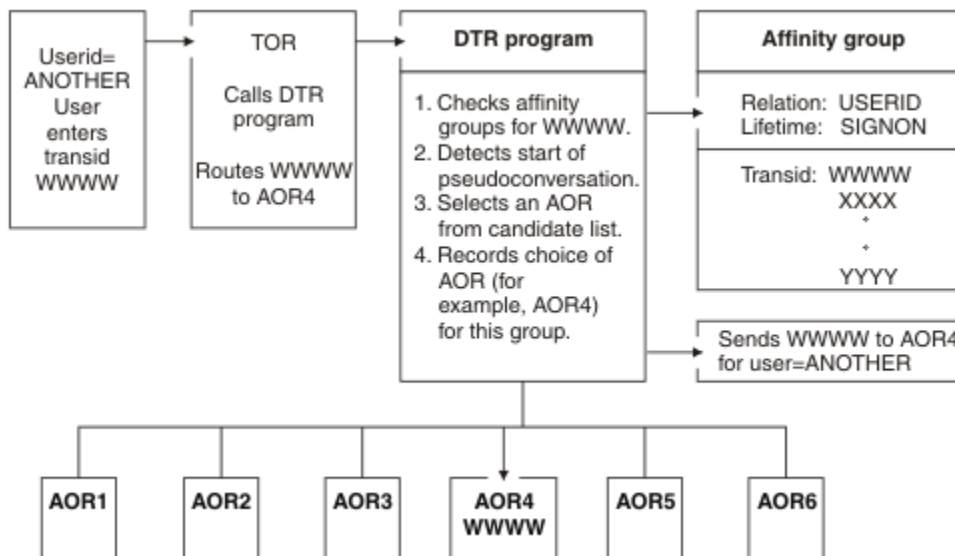 Userid=
ANOTHER
User
enters
transid
WWWW
TOR
Calls DTR
program
Routes WWWW
to AOR4
DTR program
1. Checks affinity
groups for WWWW.
2. Detects start of
pseudoconversation.
3. Selects an AOR
from candidate list.
4. Records choice of
AOR (for
example, AOR4)
for this group.
Affinity group
Relation: USERID
Lifetime: SIGNON
Transid: WWWW
XXXX
YYYY
Sends WWWW to AOR4
for user=ANOTHER
AOR1
AOR2
AOR3
AOR4
WWWW
AOR5
AOR6